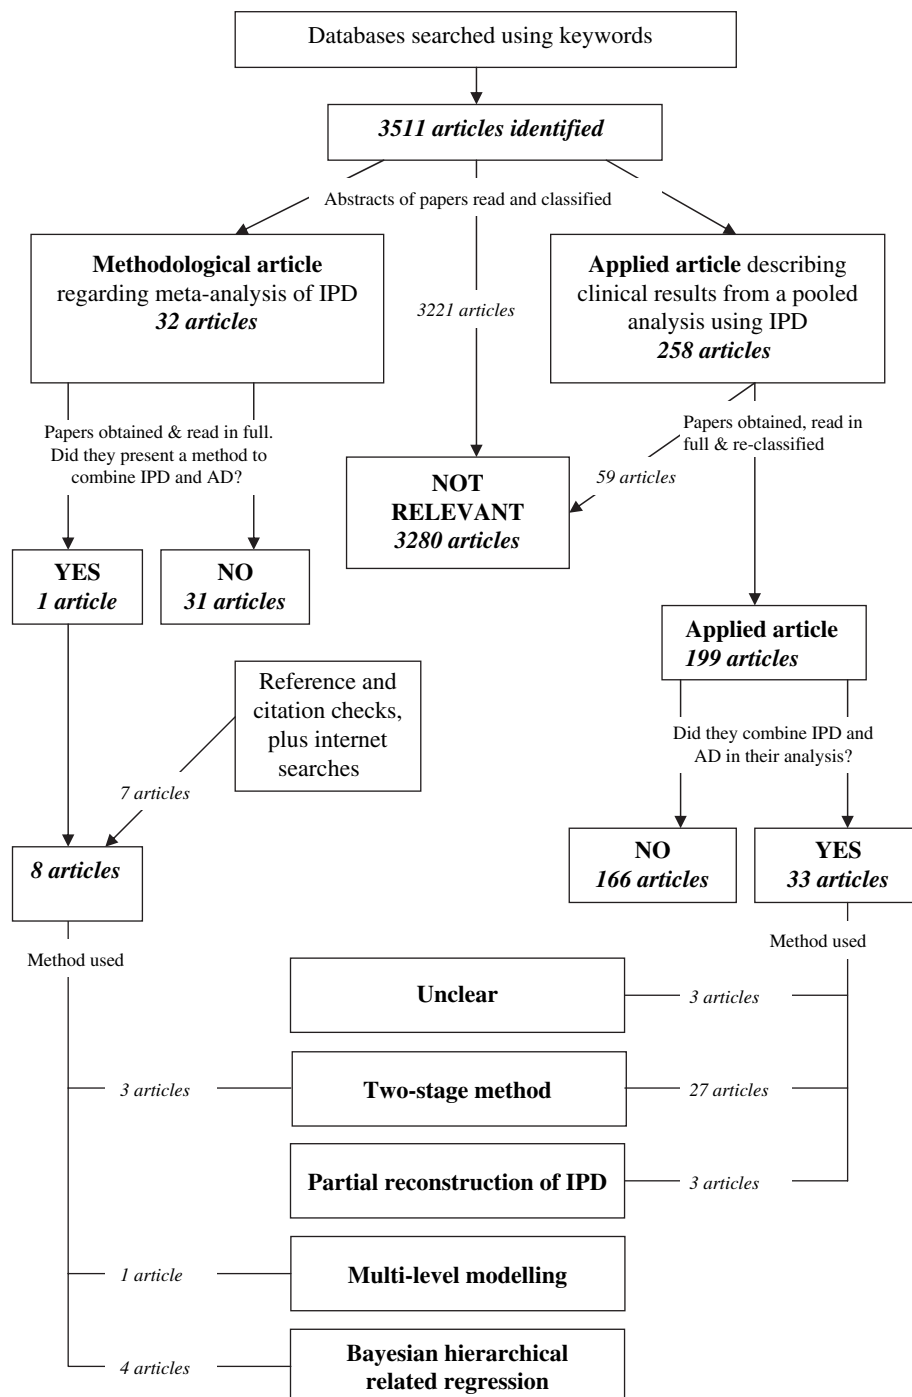 Databases searched using keywords
3511 articles identified
Abstracts of papers read and classified
Methodological article
regarding meta-analysis of IPD
32 articles
3221 articles
Applied article describing
clinical results from a pooled
analysis using IPD
258 articles
Papers obtained & read in full.
Did they present a method to
combine IPD and AD?
Papers obtained, read in
full & re-classified
59 articles
NOT
RELEVANT
3280 articles
YES
1 article
NO
31 articles
Applied article
199 articles
Reference and
citation checks,
plus internet
searches
7 articles
Did they combine IPD and
AD in their analysis?
8 articles
NO
166 articles
YES
33 articles
Method used
Method used
Unclear
3 articles
3 articles
Two-stage method
27 articles
Partial reconstruction of IPD
3 articles
1 article
Multi-level modelling
4 articles
Bayesian hierarchical
related regression